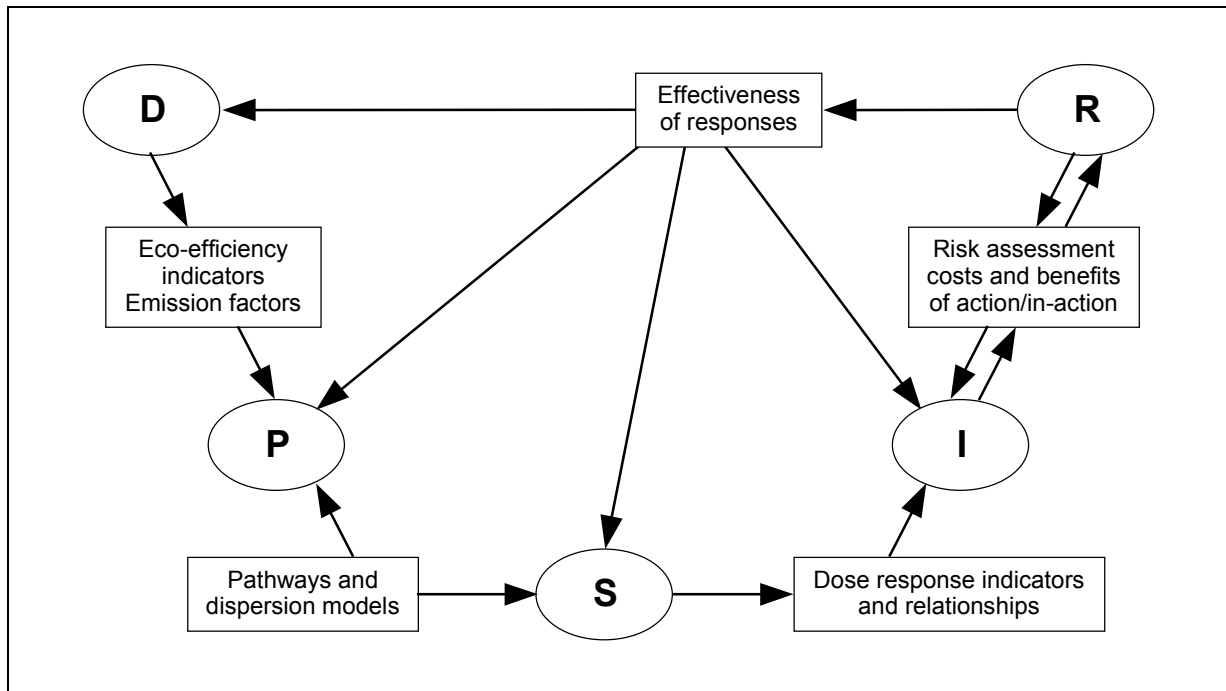 D
Effectiveness
of responses
R
Eco-efficiency
indicators
Emission factors
Risk assessment
costs and benefits
of action/in-action
P
I
Pathways and
dispersion models
S
Dose response indicators
and relationships